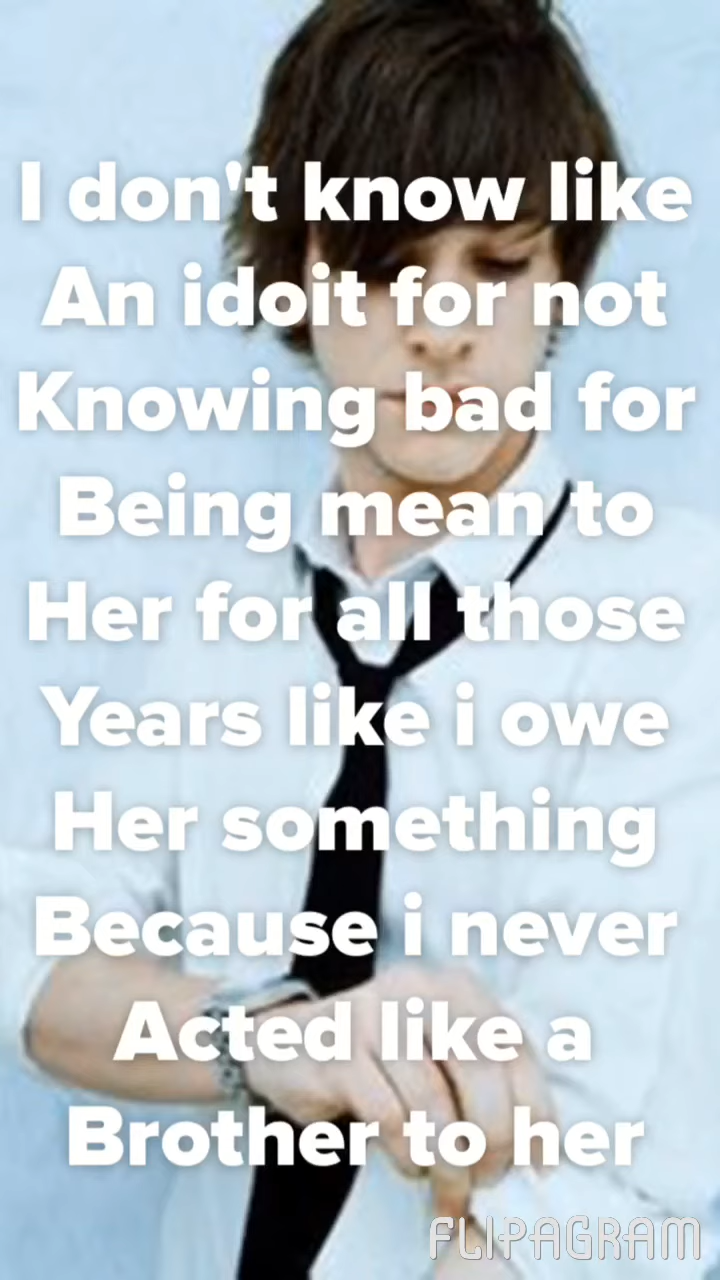 I don't know like
An idoit for not
Knowing bad for
Being mean to
Her for all those
Years like i owe
Her something
Because i never
Acted like a
Brother to her
FLIPAGRAM